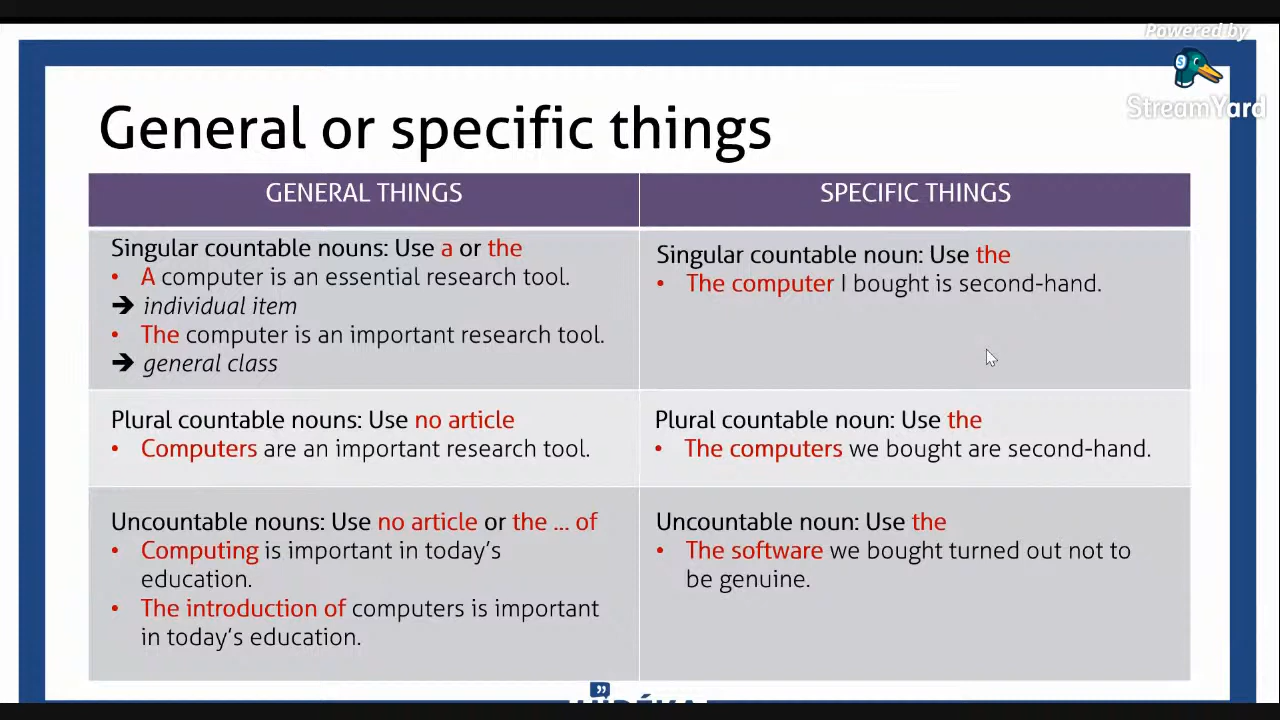 Powered by
StreamYard
General or specific things
GENERAL THINGS
SPECIFIC THINGS
Singular countable nouns: Use a or the
• A computer is an essential research tool.
➔ individual item
• The computer is an important research tool.
➔ general class
Singular countable noun: Use the
• The computer I bought is second-hand.
Plural countable nouns: Use no article
• Computers are an important research tool.
Plural countable noun: Use the
• The computers we bought are second-hand.
Uncountable nouns: Use no article or the ... of
• Computing is important in today's
education.
• The introduction of computers is important
in today's education.
Uncountable noun: Use the
• The software we bought turned out not to
be genuine.